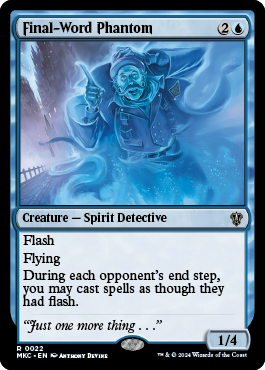 Final-Word Phantom 2
Creature — Spirit Detective
Flash
Flying
During each opponent's end step,
you may cast spells as though they
had flash.
“Just one more thing . . .”
1/4
R 0022
MKC • EN Anthony Devine
™ & © 2024 Wizards of the Coast